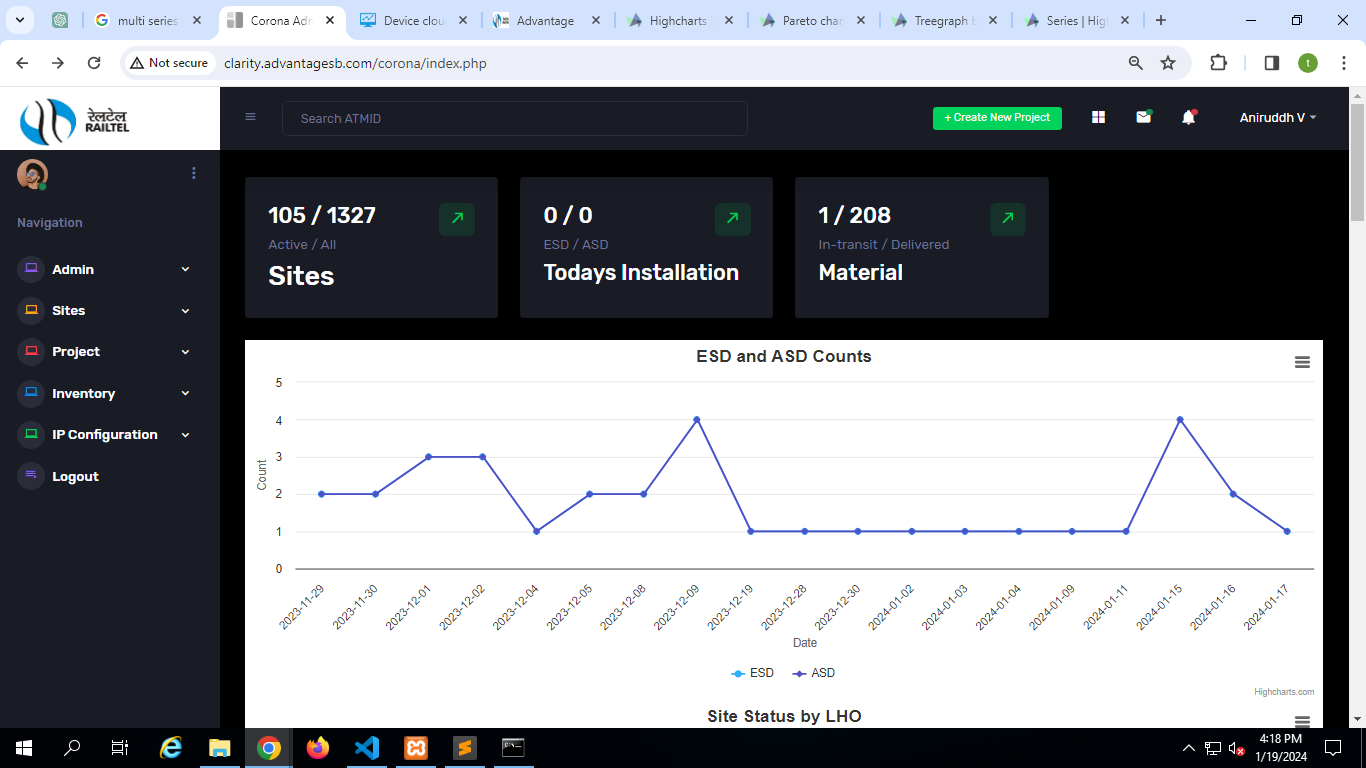 multi series
Corona Adm
Device clou
Advantage
Highcharts
Pareto char
Treegraph b
Series | Hig
Not secure
clarity.advantagesb.com/corona/index.php
t
रेलटेल
RAILTEL
Search ATMID
+ Create New Project
Aniruddh V
Navigation
Admin
Sites
Project
Inventory
IP Configuration
Logout
105 / 1327
Active / All
Sites
0 / 0
ESD / ASD
Todays Installation
1 / 208
In-transit / Delivered
Material
ESD and ASD Counts
5
4
3
2
1
0
Count
2023-11-29
2023-11-30
2023-12-01
2023-12-02
2023-12-04
2023-12-05
2023-12-08
2023-12-09
2023-12-19
2023-12-28
2023-12-30
2024-01-02
2024-01-03
2024-01-04
2024-01-09
2024-01-11
2024-01-15
2024-01-16
2024-01-17
Date
ESD
ASD
Highcharts.com
Site Status by LHO
4:18 PM
1/19/2024